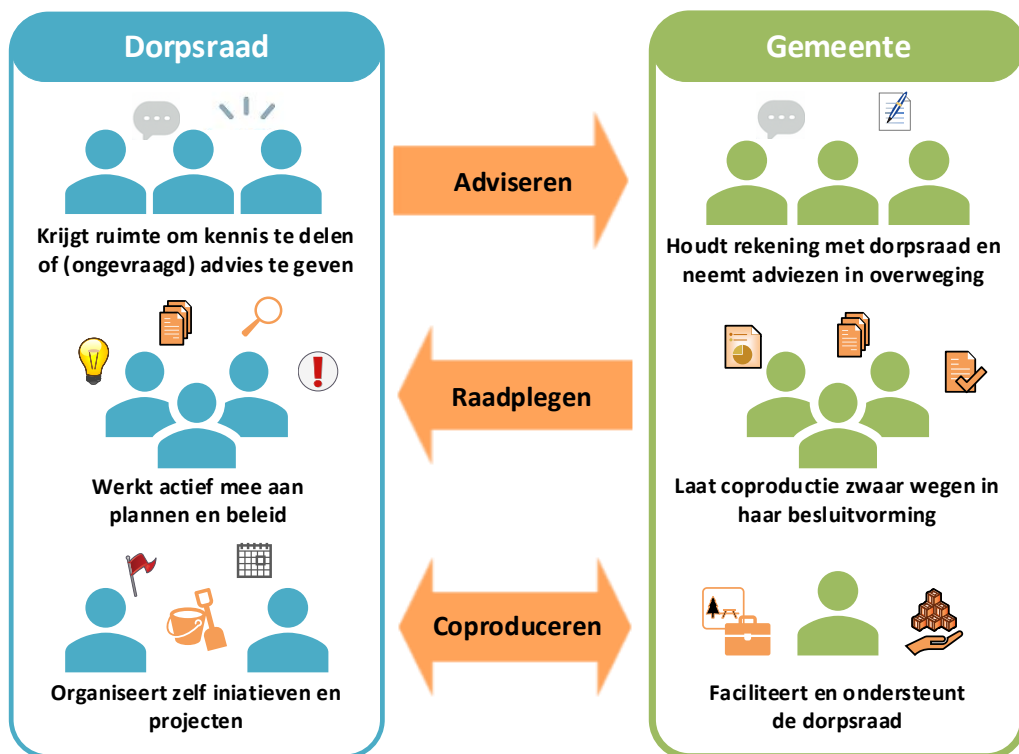 Dorpsraad
Gemeente
Krijgt ruimte om kennis te delen
of (ongevraagd) advies te geven
Adviseren
Houdt rekening met dorpsraad en
neemt adviezen in overweging
Werkt actief mee aan
plannen en beleid
Raadplegen
Laat coproductie zwaar wegen in
haar besluitvorming
Organiseert zelf iniatieven en
projecten
Coproduceren
Faciliteert en ondersteunt
de dorpsraad